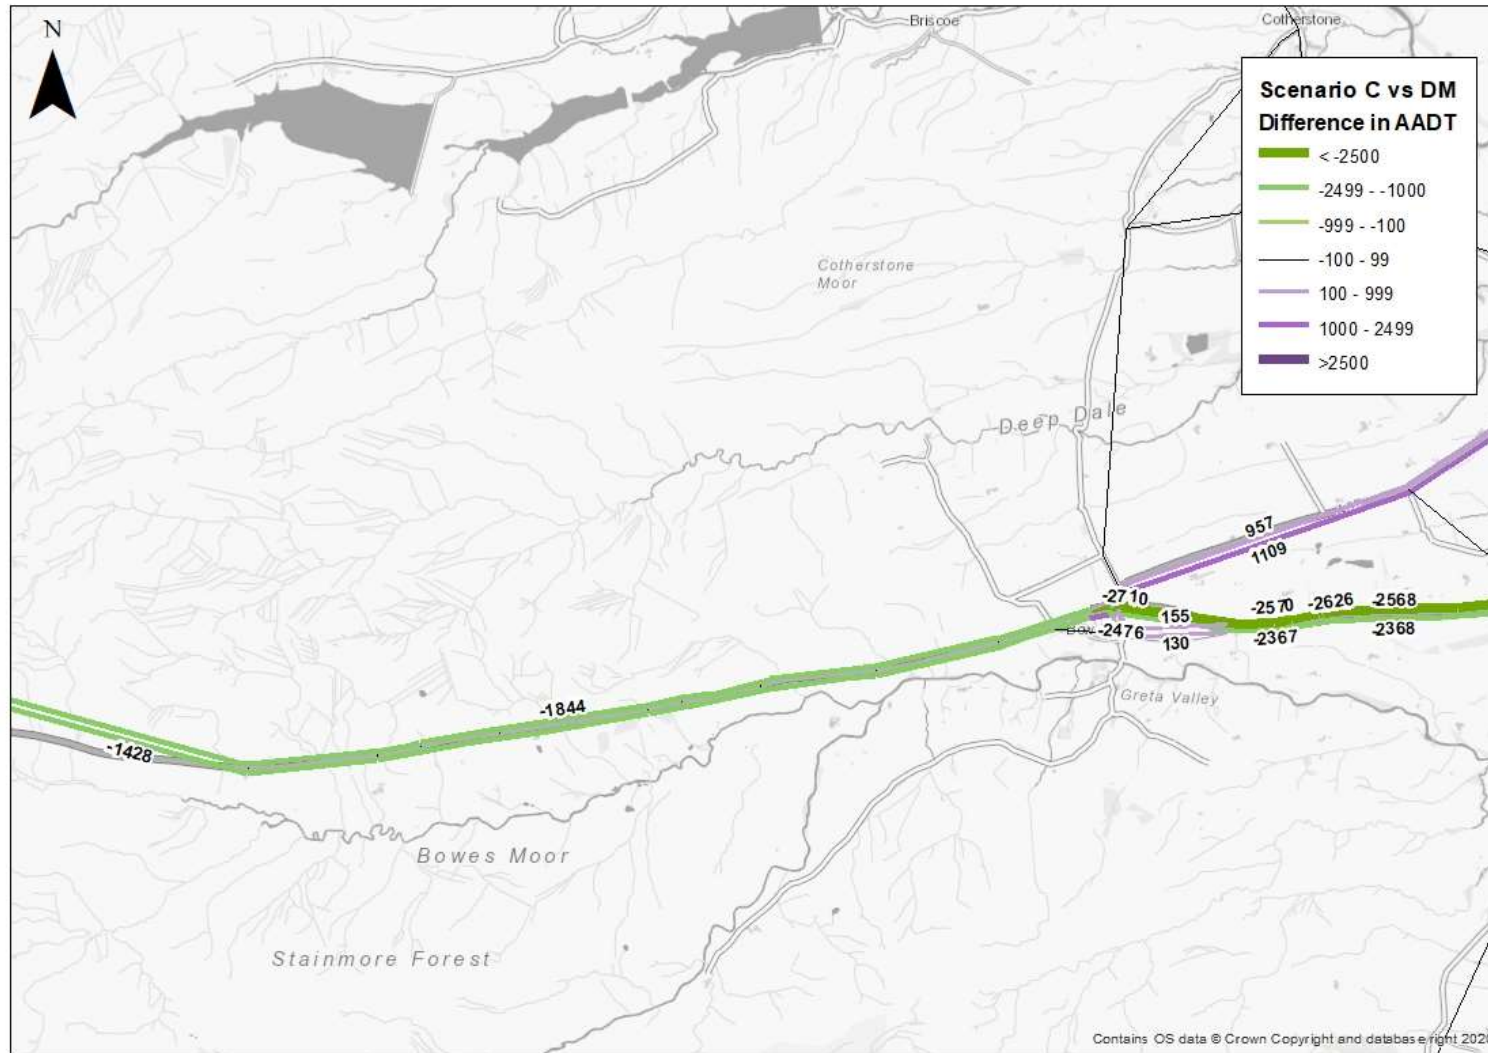 N
Briscoe
Cotherstone
Scenario C vs DM
Difference in AADT
< -2500
-2499 - -1000
-999 - -100
-100 - 99
100 - 999
1000 - 2499
>2500
Cotherstone
Moor
Deep Dale
957
1109
-2710
155
-2570
-2626
-2568
-2476
130
-2367
-2368
Greta Valley
-1844
-1428
Bowes Moor
Stainmore Forest
Contains OS data © Crown Copyright and database right 2020